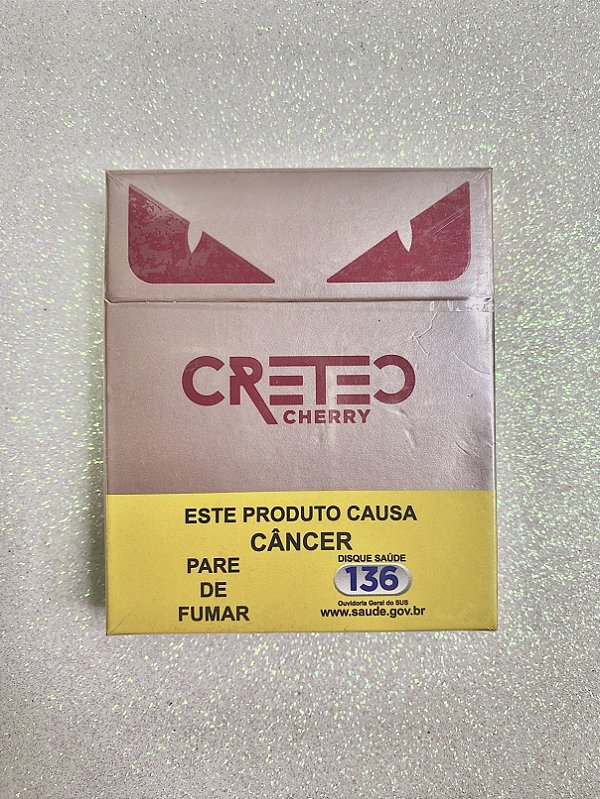 CRETEC
CHERRY
ESTE PRODUTO CAUSA
CÂNCER
PARE
DE
FUMAR
DISQUE SAÚDE
136
Ouvidoria Geral do SUS
www.saude.gov.br